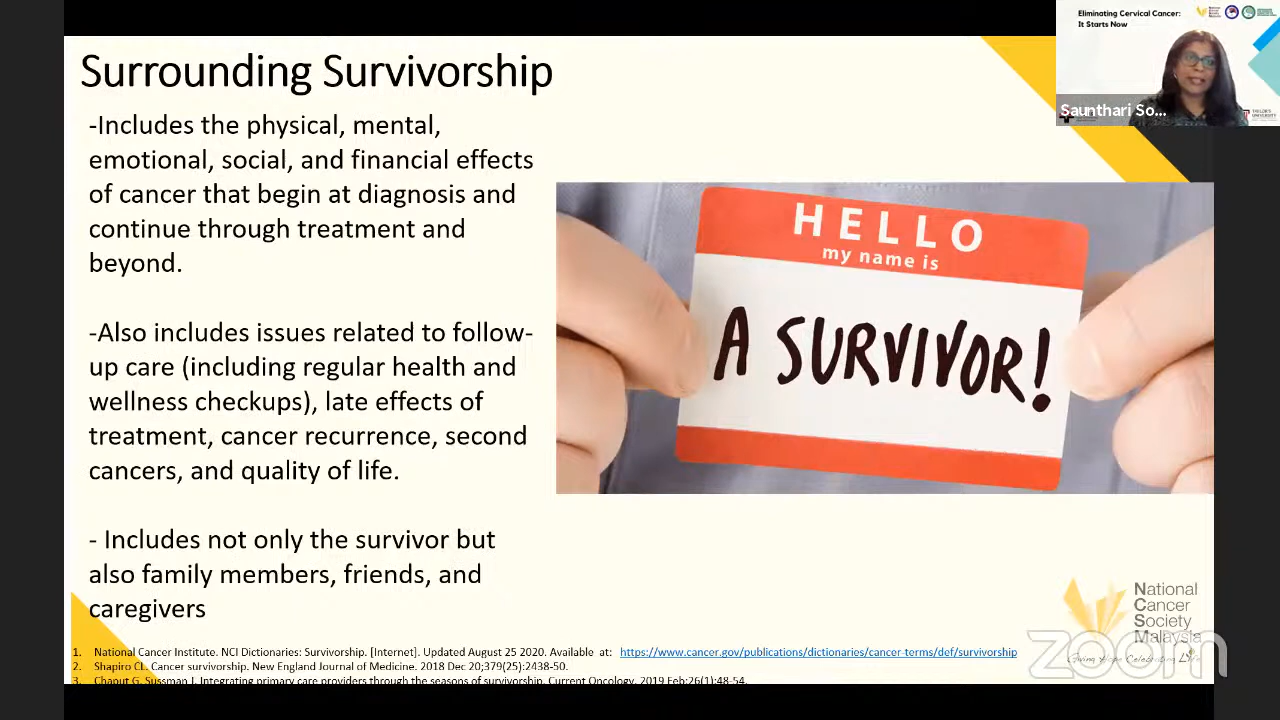 Surrounding Survivorship
-Includes the physical, mental,
emotional, social, and financial effects
of cancer that begin at diagnosis and
continue through treatment and
beyond.
-Also includes issues related to follow-
up care (including regular health and
wellness checkups), late effects of
treatment, cancer recurrence, second
cancers, and quality of life.
- Includes not only the survivor but
also family members, friends, and
caregivers
HELLO
my name is
A SURVIVOR!
Eliminating Cervical Cancer:
It Starts Now
Saunthari So...
National
Cancer
Society
Malaysia
Giving Hope Celebrating Life
zoom
1. National Cancer Institute. NCI Dictionaries: Survivorship. [Internet]. Updated August 25 2020. Available at: https://www.cancer.gov/publications/dictionaries/cancer-terms/def/survivorship
2. Shapiro CL. Cancer survivorship. New England Journal of Medicine. 2018 Dec 20;379(25):2438-50.
3. Chaput G, Sussman J. Integrating primary care providers through the seasons of survivorship. Current Oncology. 2019 Feb;26(1):48-54.